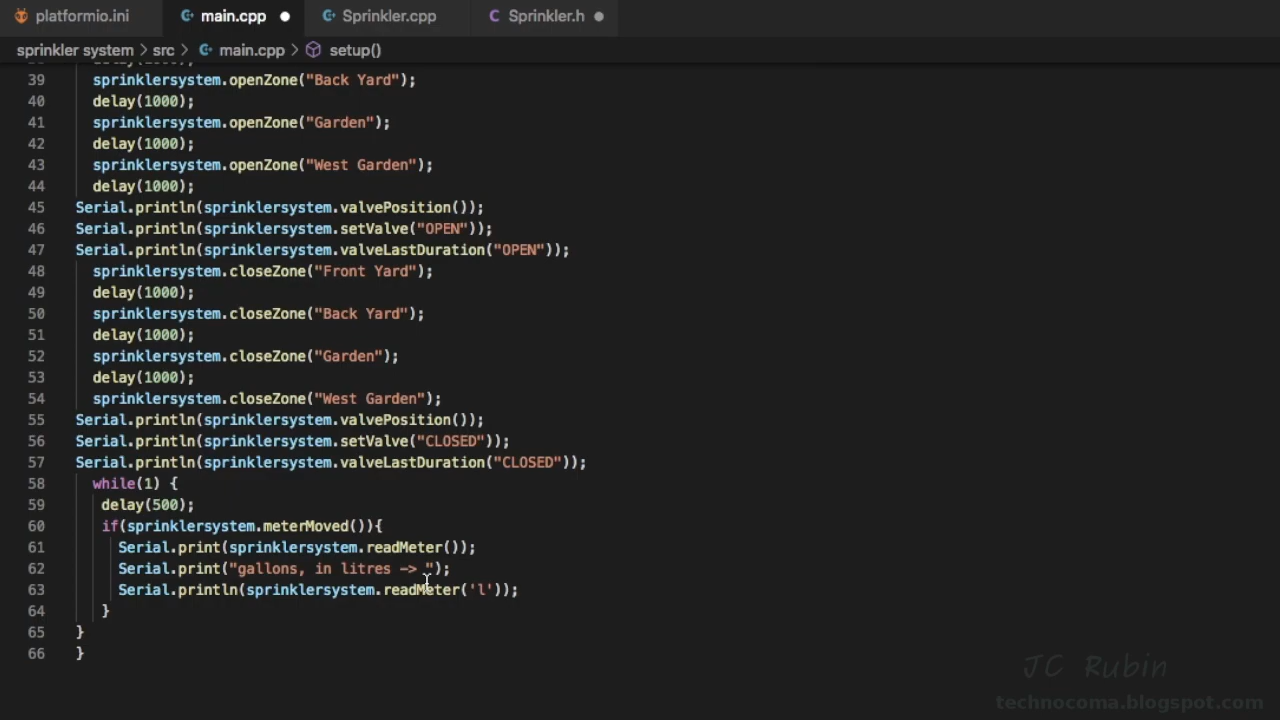 platformio.ini main.cpp Sprinkler.cpp Sprinkler.h
sprinkler system > src > main.cpp > setup()
39 sprinklersystem.openZone("Back Yard");
40 delay(1000);
41 sprinklersystem.openZone("Garden");
42 delay(1000);
43 sprinklersystem.openZone("West Garden");
44 delay(1000);
45 Serial.println(sprinklersystem.valvePosition());
46 Serial.println(sprinklersystem.setValve("OPEN"));
47 Serial.println(sprinklersystem.valveLastDuration("OPEN"));
48 sprinklersystem.closeZone("Front Yard");
49 delay(1000);
50 sprinklersystem.closeZone("Back Yard");
51 delay(1000);
52 sprinklersystem.closeZone("Garden");
53 delay(1000);
54 sprinklersystem.closeZone("West Garden");
55 Serial.println(sprinklersystem.valvePosition());
56 Serial.println(sprinklersystem.setValve("CLOSED"));
57 Serial.println(sprinklersystem.valveLastDuration("CLOSED"));
58 while(1) {
59 delay(500);
60 if(sprinklersystem.meterMoved()){
61 Serial.print(sprinklersystem.readMeter());
62 Serial.print("gallons, in litres -> ");
63 Serial.println(sprinklersystem.readMeter('l'));
64 }
65 }
66 }
JC Rubin
technocoma.blogspot.com